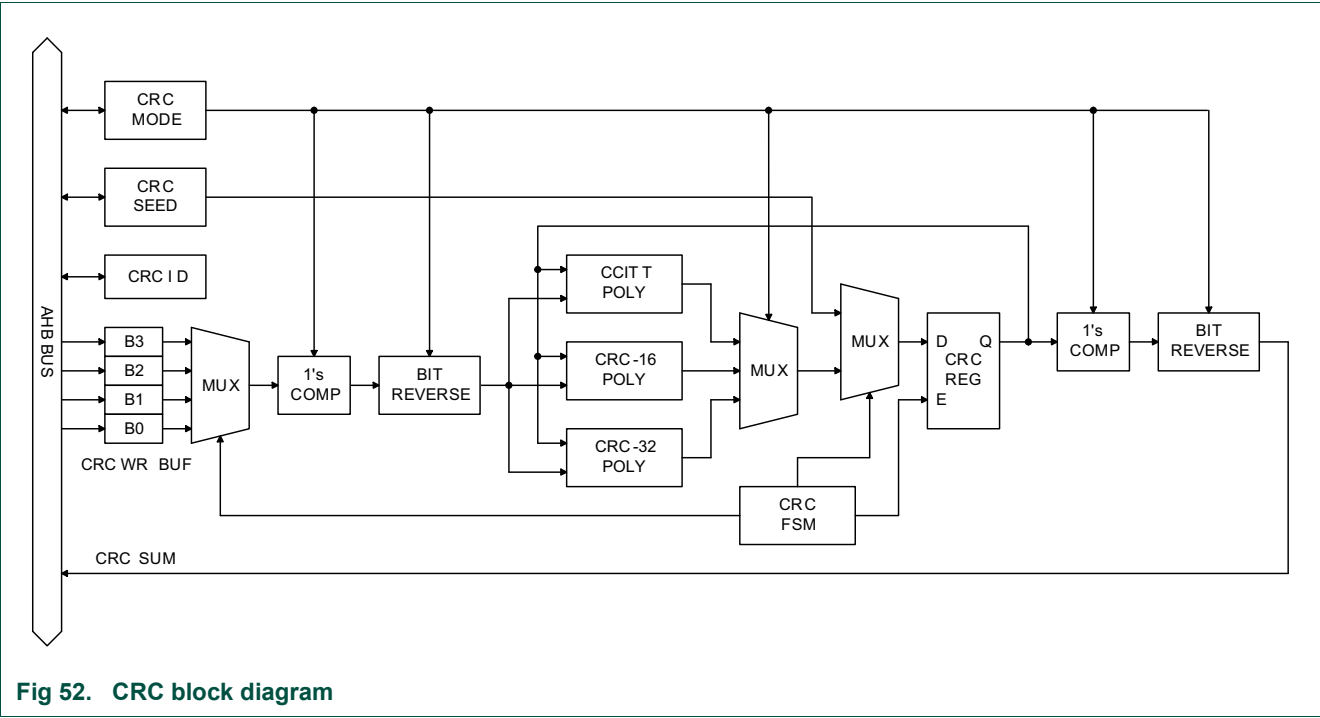 CRC
MODE
CRC
SEED
CRC ID
AHB BUS
B3
B2
B1
B0
CRC WR BUF
MUX
1's
COMP
BIT
REVERSE
CCITT
POLY
CRC-16
POLY
CRC-32
POLY
MUX
MUX
D Q
CRC
REG
E
1's
COMP
BIT
REVERSE
CRC
FSM
CRC SUM
Fig 52. CRC block diagram